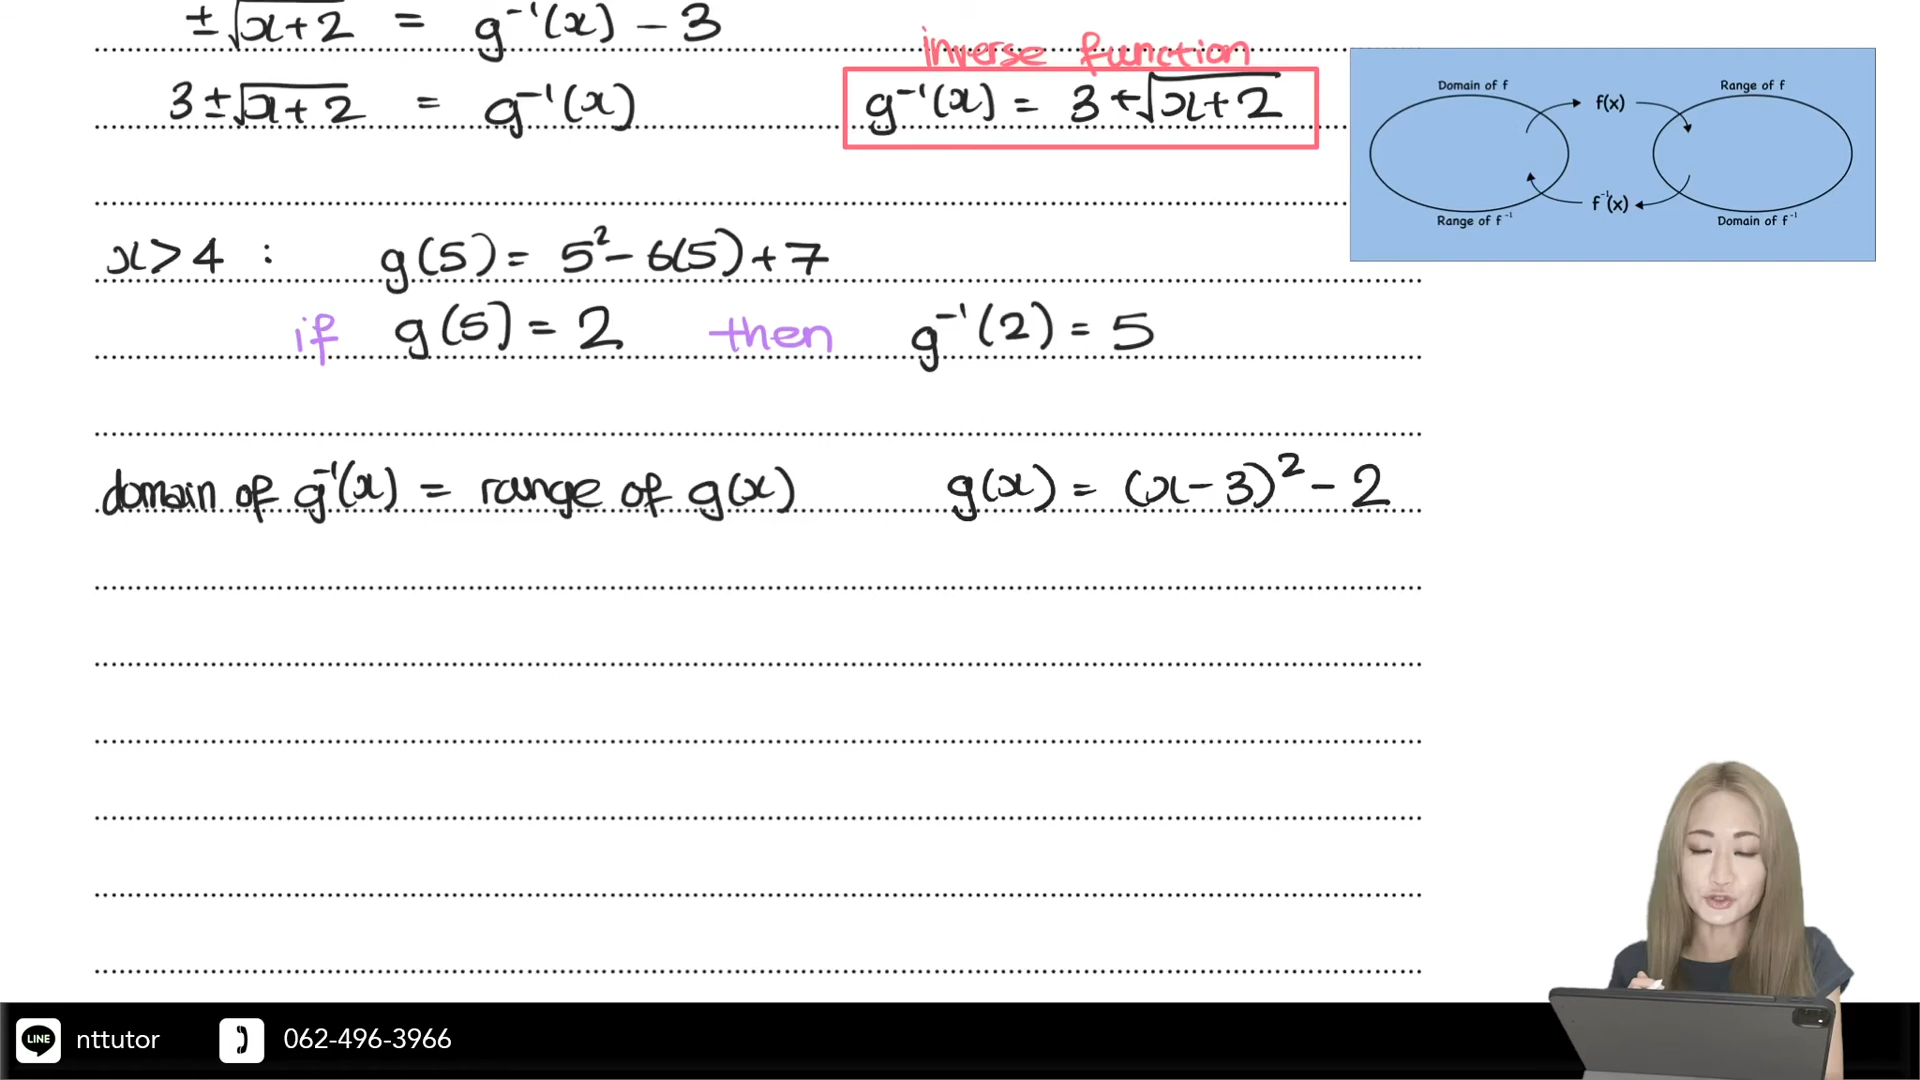 ±√x+2 = g⁻¹(x) − 3
inverse function
3±√x+2 = g⁻¹(x)
g⁻¹(x) = 3+√x+2
Domain of f
Range of f
f(x)
f⁻¹(x)
Range of f⁻¹
Domain of f⁻¹
x>4 : g(5) = 5² − 6(5) + 7
if g(5) = 2 then g⁻¹(2) = 5
domain of g⁻¹(x) = range of g(x) g(x) = (x−3)² − 2
LINE nttutor 062-496-3966